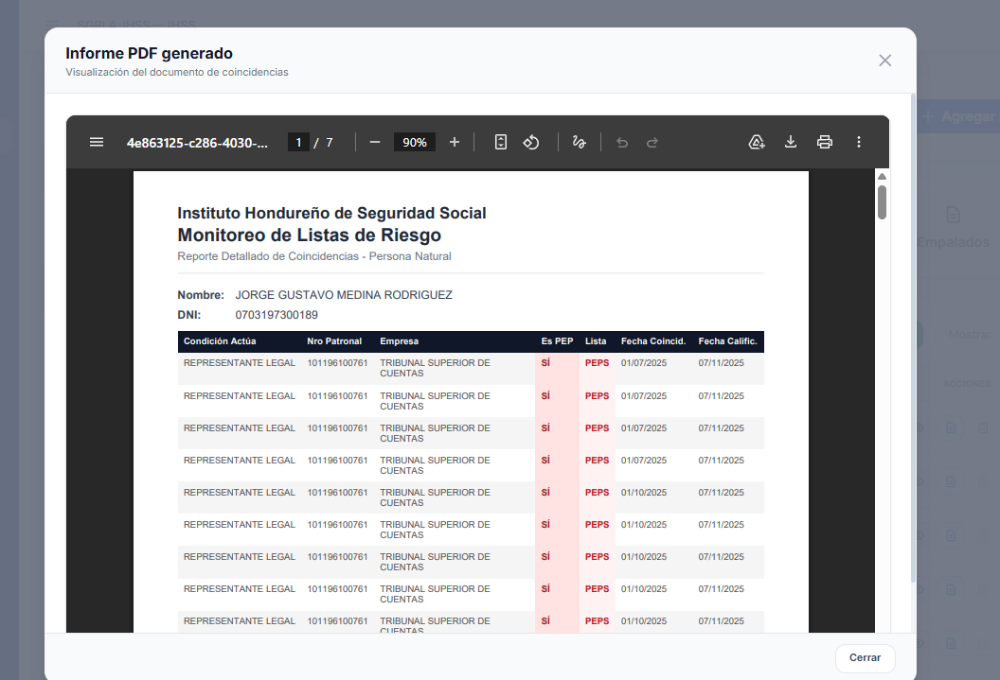 SGRLA-IHSS — IHSS
Informe PDF generado
Visualización del documento de coincidencias
Agregar
4e863125-c286-4030-... 1 / 7 90%
Empalados
Instituto Hondureño de Seguridad Social
Monitoreo de Listas de Riesgo
Reporte Detallado de Coincidencias - Persona Natural
Nombre: JORGE GUSTAVO MEDINA RODRIGUEZ
DNI: 0703197300189
Mostrar
Condición Actúa Nro Patronal Empresa Es PEP Lista Fecha Coincid. Fecha Calific.
REPRESENTANTE LEGAL 101196100761 TRIBUNAL SUPERIOR DE SÍ PEPS 01/07/2025 07/11/2025
CUENTAS
ACCIONES
REPRESENTANTE LEGAL 101196100761 TRIBUNAL SUPERIOR DE SÍ PEPS 01/07/2025 07/11/2025
CUENTAS
REPRESENTANTE LEGAL 101196100761 TRIBUNAL SUPERIOR DE SÍ PEPS 01/07/2025 07/11/2025
CUENTAS
REPRESENTANTE LEGAL 101196100761 TRIBUNAL SUPERIOR DE SÍ PEPS 01/07/2025 07/11/2025
CUENTAS
REPRESENTANTE LEGAL 101196100761 TRIBUNAL SUPERIOR DE SÍ PEPS 01/10/2025 07/11/2025
CUENTAS
REPRESENTANTE LEGAL 101196100761 TRIBUNAL SUPERIOR DE SÍ PEPS 01/10/2025 07/11/2025
CUENTAS
REPRESENTANTE LEGAL 101196100761 TRIBUNAL SUPERIOR DE SÍ PEPS 01/10/2025 07/11/2025
CUENTAS
REPRESENTANTE LEGAL 101196100761 TRIBUNAL SUPERIOR DE SÍ PEPS 01/10/2025 07/11/2025
CUENTAS
REPRESENTANTE LEGAL 101196100761 TRIBUNAL SUPERIOR DE SÍ PEPS 01/10/2025 07/11/2025
CUENTAS
Cerrar